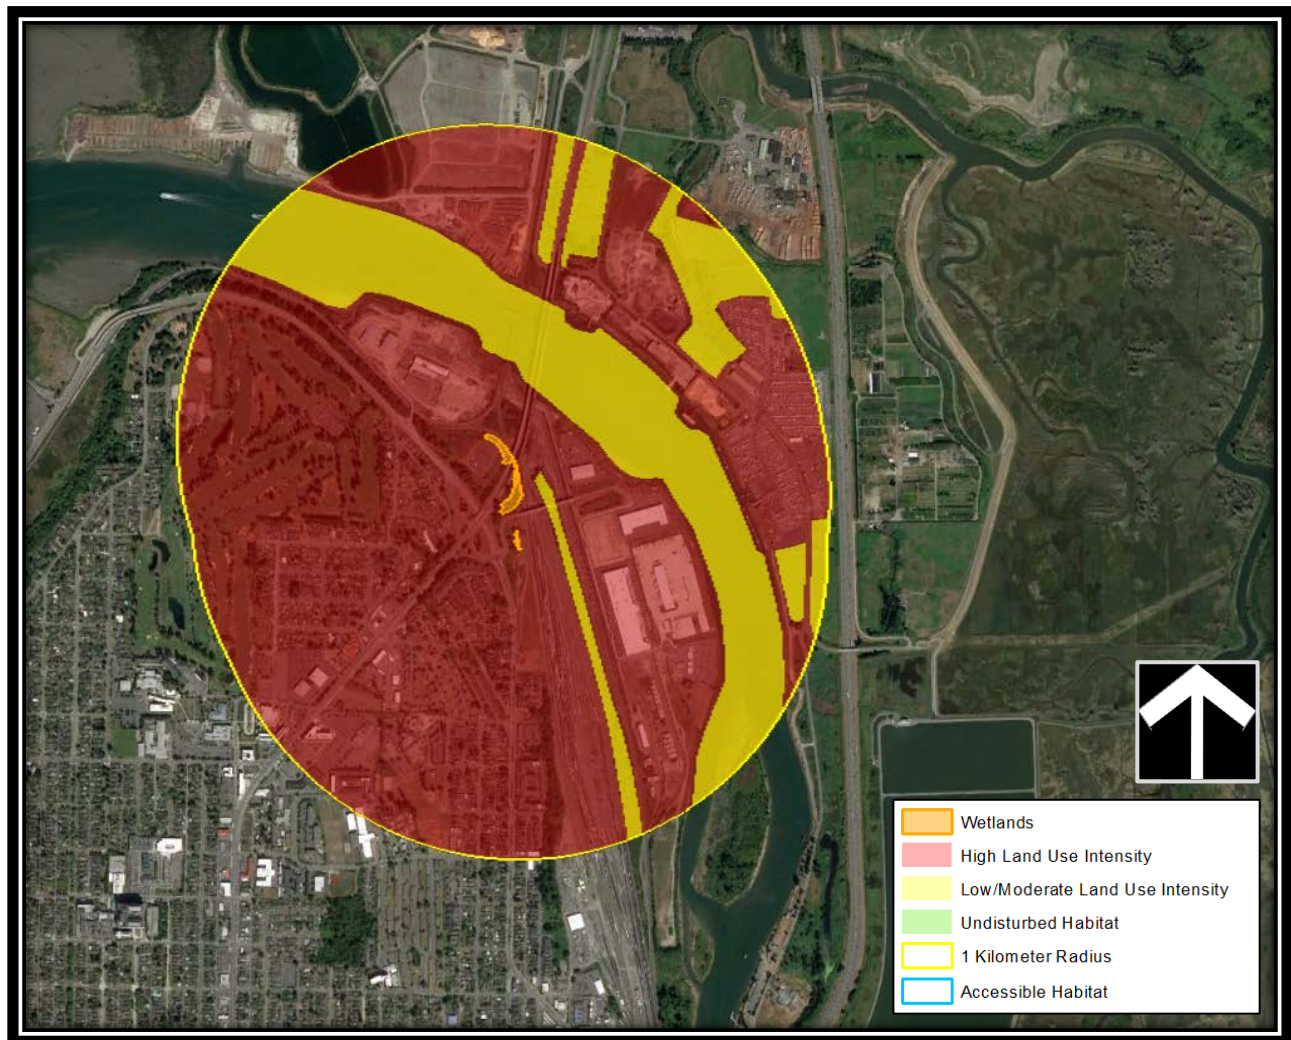 Wetlands
High Land Use Intensity
Low/Moderate Land Use Intensity
Undisturbed Habitat
1 Kilometer Radius
Accessible Habitat